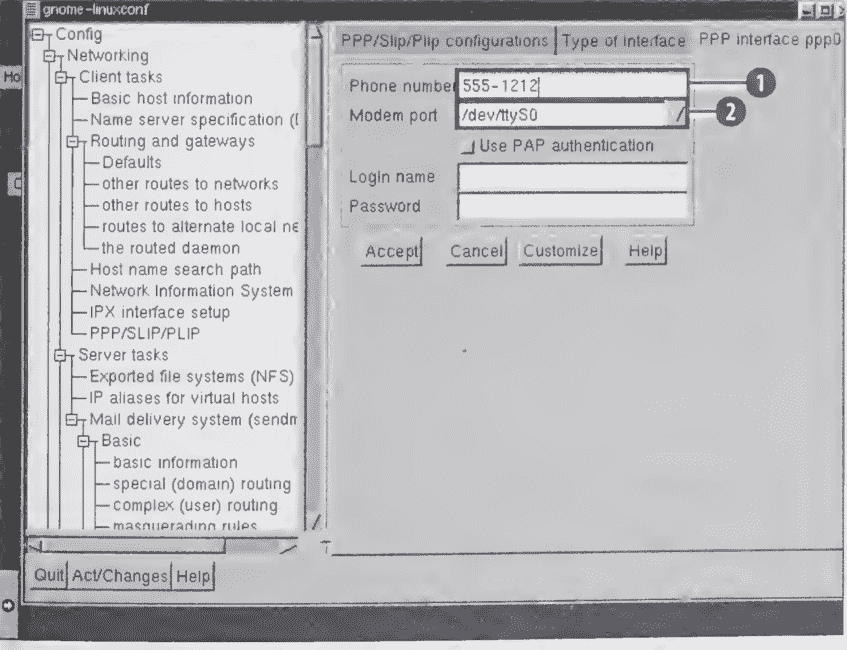 gnome-linuxconf
Config
Networking
Client tasks
Basic host information
Name server specification (
Routing and gateways
Defaults
other routes to networks
other routes to hosts
routes to alternate local ne
the routed daemon
Host name search path
Network Information System
IPX interface setup
PPP/SLIP/PLIP
Server tasks
Exported file systems (NFS)
IP aliases for virtual hosts
Mail delivery system (sendm
Basic
basic information
special (domain) routing
complex (user) routing
masquerading rules
Quit Act/Changes Help
Ho
PPP/Slip/Plip configurations Type of interface PPP interface ppp0
Phone number 555-1212 1
Modem port /dev/ttyS0 2
Use PAP authentication
Login name
Password
Accept Cancel Customize Help